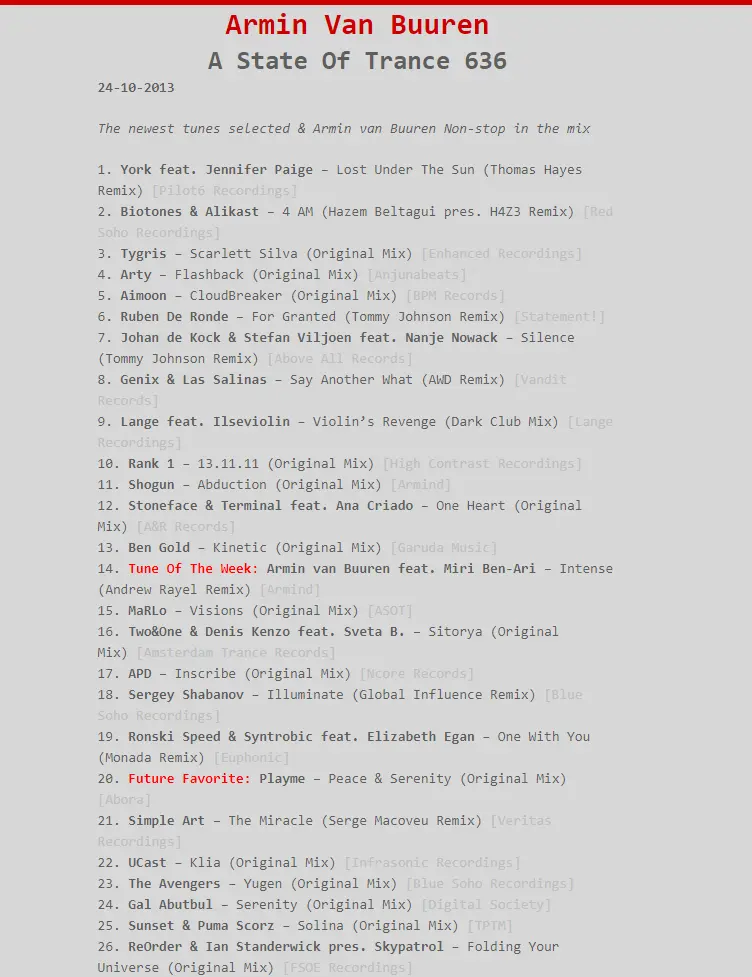 Armin Van Buuren
A State Of Trance 636
24-10-2013
The newest tunes selected & Armin van Buuren Non-stop in the mix
1. York feat. Jennifer Paige – Lost Under The Sun (Thomas Hayes
Remix) [Pilot6 Recordings]
2. Biotones & Alikast – 4 AM (Hazem Beltagui pres. H4Z3 Remix) [Red
Soho Recordings]
3. Tygris – Scarlett Silva (Original Mix) [Enhanced Recordings]
4. Arty – Flashback (Original Mix) [Anjunabeats]
5. Aimoon – CloudBreaker (Original Mix) [BPM Records]
6. Ruben De Ronde – For Granted (Tommy Johnson Remix) [Statement!]
7. Johan de Kock & Stefan Viljoen feat. Nanje Nowack – Silence
(Tommy Johnson Remix) [Above All Records]
8. Genix & Las Salinas – Say Another What (AWD Remix) [Vandit
Records]
9. Lange feat. Ilseviolin – Violin’s Revenge (Dark Club Mix) [Lange
Recordings]
10. Rank 1 – 13.11.11 (Original Mix) [High Contrast Recordings]
11. Shogun – Abduction (Original Mix) [Armind]
12. Stoneface & Terminal feat. Ana Criado – One Heart (Original
Mix) [A&R Records]
13. Ben Gold – Kinetic (Original Mix) [Garuda Music]
14. Tune Of The Week: Armin van Buuren feat. Miri Ben-Ari – Intense
(Andrew Rayel Remix) [Armind]
15. MaRLo – Visions (Original Mix) [ASOT]
16. Two&One & Denis Kenzo feat. Sveta B. – Sitorya (Original
Mix) [Amsterdam Trance Records]
17. APD – Inscribe (Original Mix) [Ncore Records]
18. Sergey Shabanov – Illuminate (Global Influence Remix) [Blue
Soho Recordings]
19. Ronski Speed & Syntrobic feat. Elizabeth Egan – One With You
(Monada Remix) [Euphonic]
20. Future Favorite: Playme – Peace & Serenity (Original Mix)
[Abora]
21. Simple Art – The Miracle (Serge Macoveu Remix) [Veritas
Recordings]
22. UCast – Klia (Original Mix) [Infrasonic Recordings]
23. The Avengers – Yugen (Original Mix) [Blue Soho Recordings]
24. Gal Abutbul – Serenity (Original Mix) [Digital Society]
25. Sunset & Puma Scorz – Solina (Original Mix) [TPTM]
26. ReOrder & Ian Standerwick pres. Skypatrol – Folding Your
Universe (Original Mix) [FSOE Recordings]